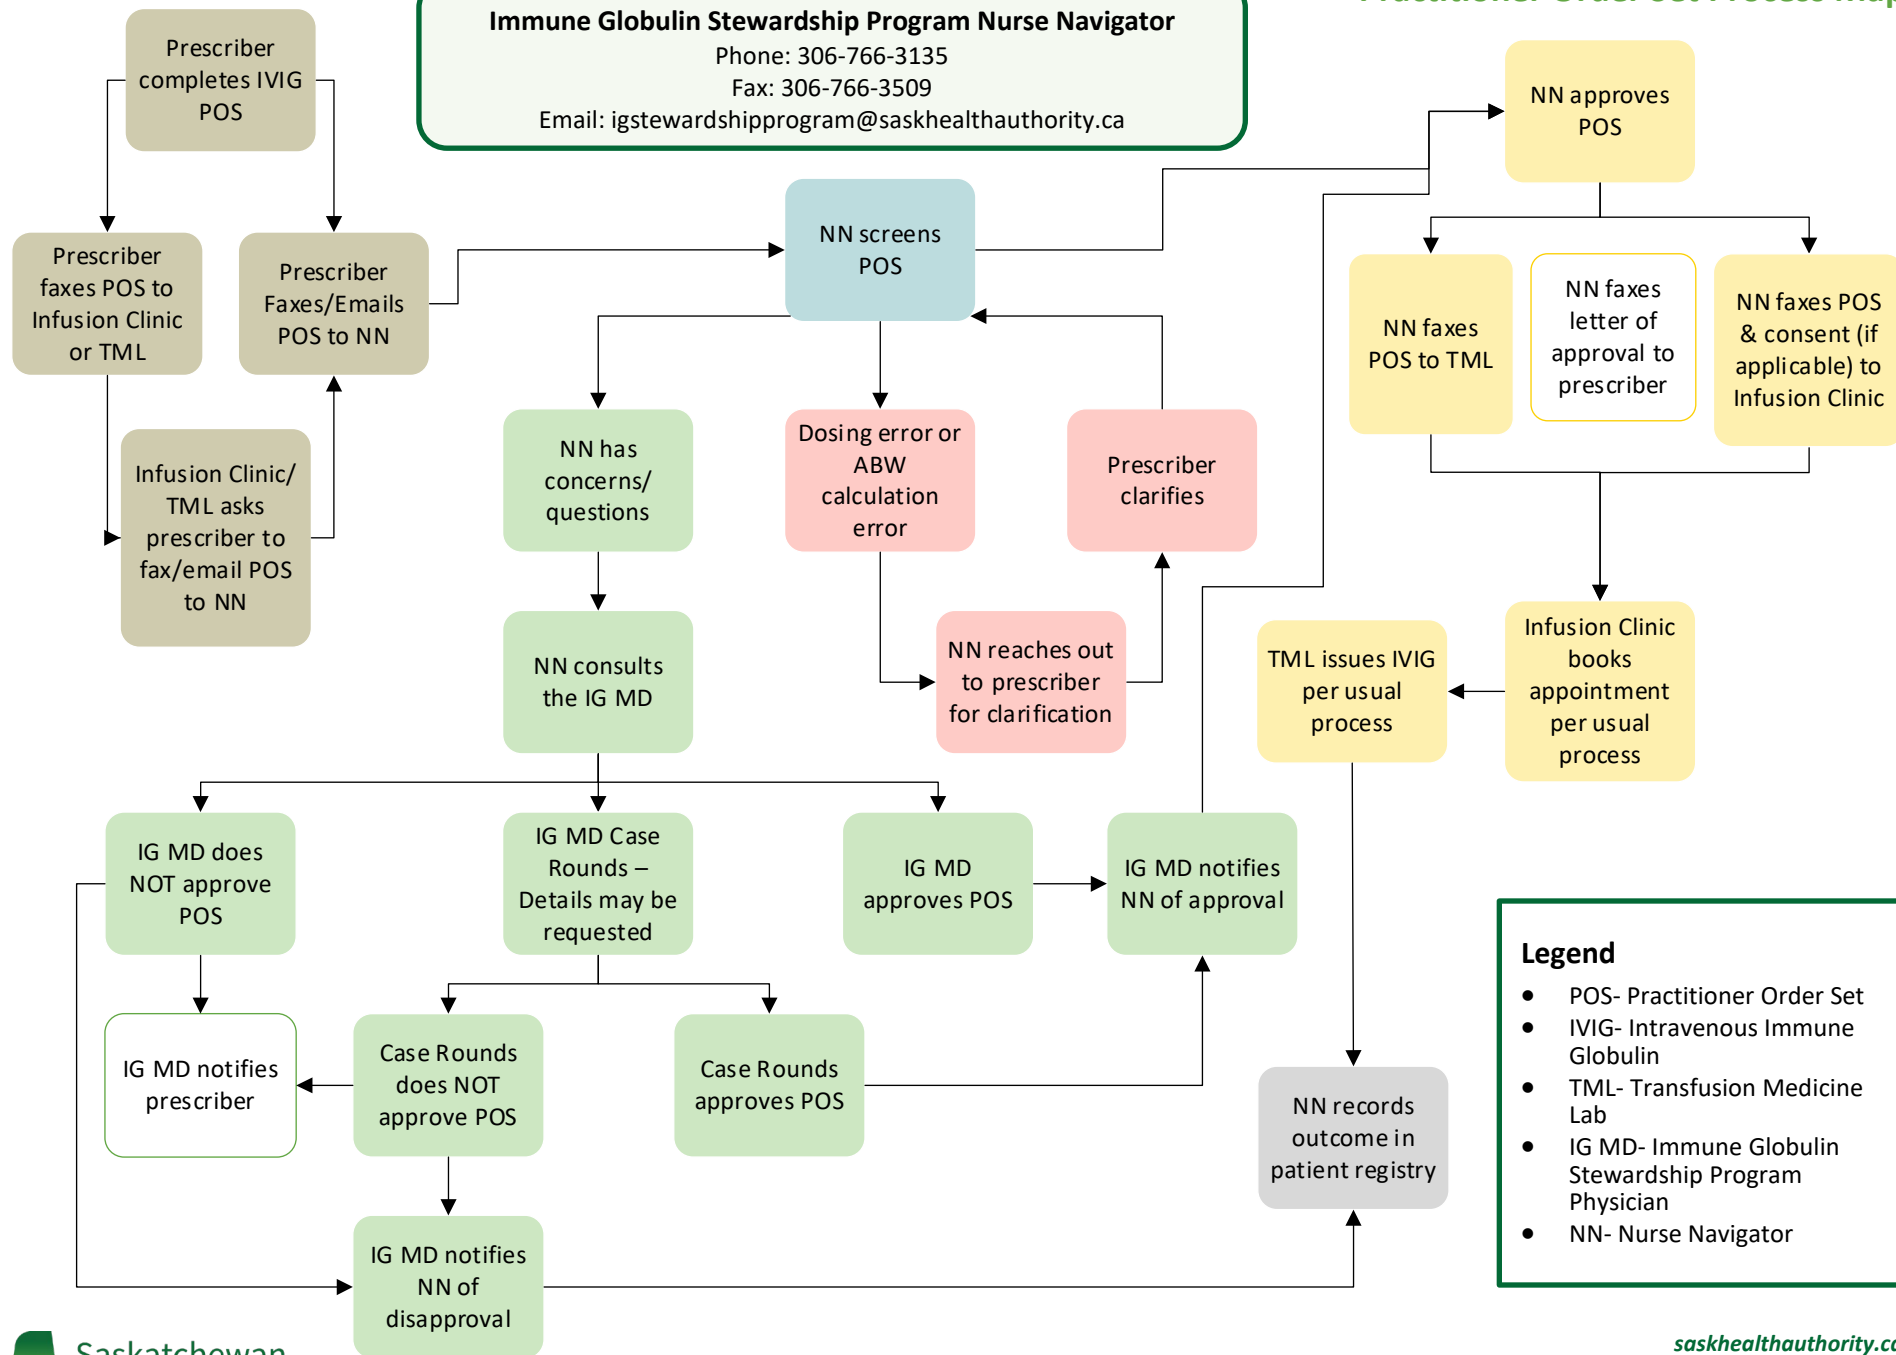 Practitioner Order Set Process Map
Immune Globulin Stewardship Program Nurse Navigator
Phone: 306-766-3135
Fax: 306-766-3509
Email: igstewardshipprogram@saskhealthauthority.ca
Prescriber
completes IVIG
POS
Prescriber
faxes POS to
Infusion Clinic
or TML
Prescriber
Faxes/Emails
POS to NN
Infusion Clinic/
TML asks
prescriber to
fax/email POS
to NN
NN screens
POS
NN has
concerns/
questions
Dosing error or
ABW
calculation
error
Prescriber
clarifies
NN reaches out
to prescriber
for clarification
NN consults
the IG MD
IG MD does
NOT approve
POS
IG MD Case
Rounds –
Details may be
requested
IG MD
approves POS
IG MD notifies
NN of approval
IG MD notifies
prescriber
Case Rounds
does NOT
approve POS
Case Rounds
approves POS
IG MD notifies
NN of
disapproval
NN approves
POS
NN faxes
POS to TML
NN faxes
letter of
approval to
prescriber
NN faxes POS
& consent (if
applicable) to
Infusion Clinic
Infusion Clinic
books
appointment
per usual
process
TML issues IVIG
per usual
process
NN records
outcome in
patient registry
Legend
• POS- Practitioner Order Set
• IVIG- Intravenous Immune
Globulin
• TML- Transfusion Medicine
Lab
• IG MD- Immune Globulin
Stewardship Program
Physician
• NN- Nurse Navigator
Saskatchewan
saskhealthauthority.ca